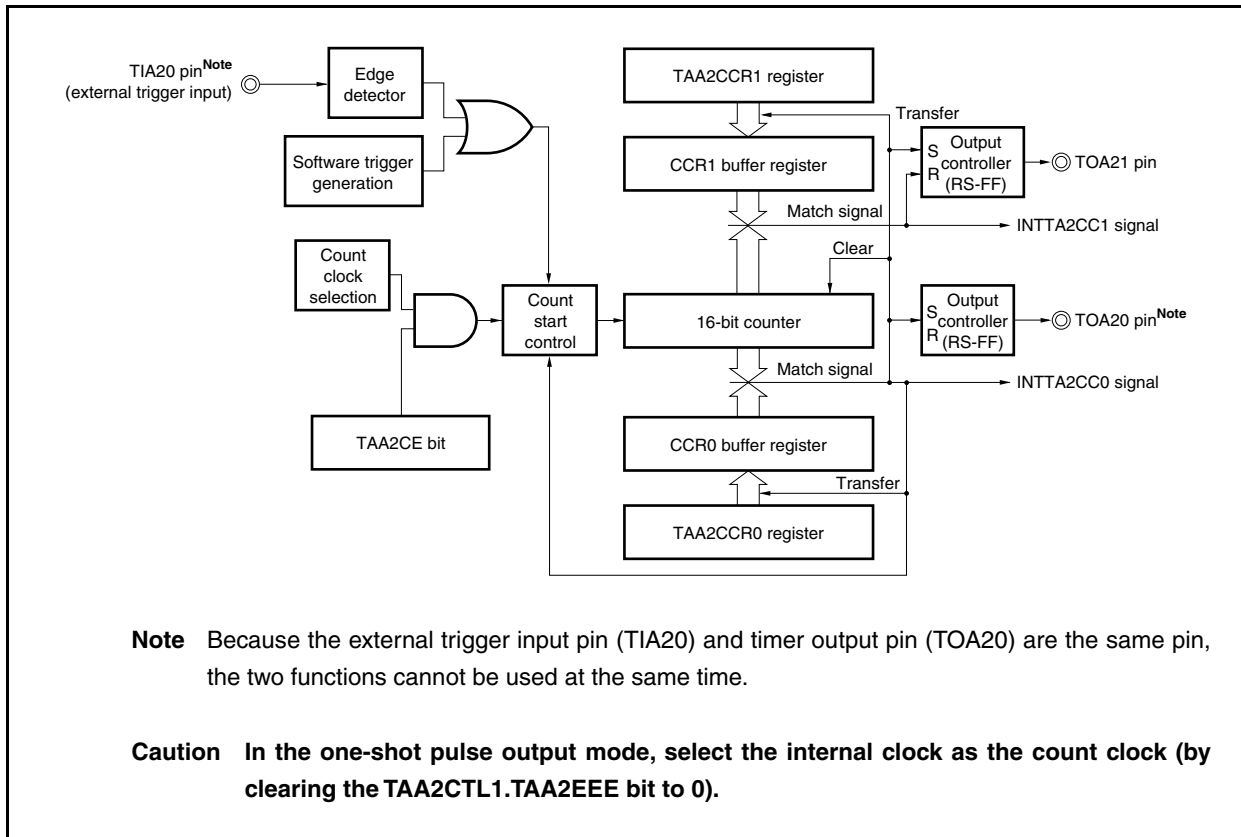 TIA20 pinNote
(external trigger input)
Edge
detector
Software trigger
generation
Count
clock
selection
TAA2CE bit
Count
start
control
TAA2CCR1 register
Transfer
CCR1 buffer register
S
R
Output
controller
(RS-FF)
TOA21 pin
Match signal
INTTA2CC1 signal
Clear
16-bit counter
S
R
Output
controller
(RS-FF)
TOA20 pinNote
Match signal
INTTA2CC0 signal
CCR0 buffer register
Transfer
TAA2CCR0 register
Note Because the external trigger input pin (TIA20) and timer output pin (TOA20) are the same pin,
the two functions cannot be used at the same time.
Caution In the one-shot pulse output mode, select the internal clock as the count clock (by
clearing the TAA2CTL1.TAA2EEE bit to 0).